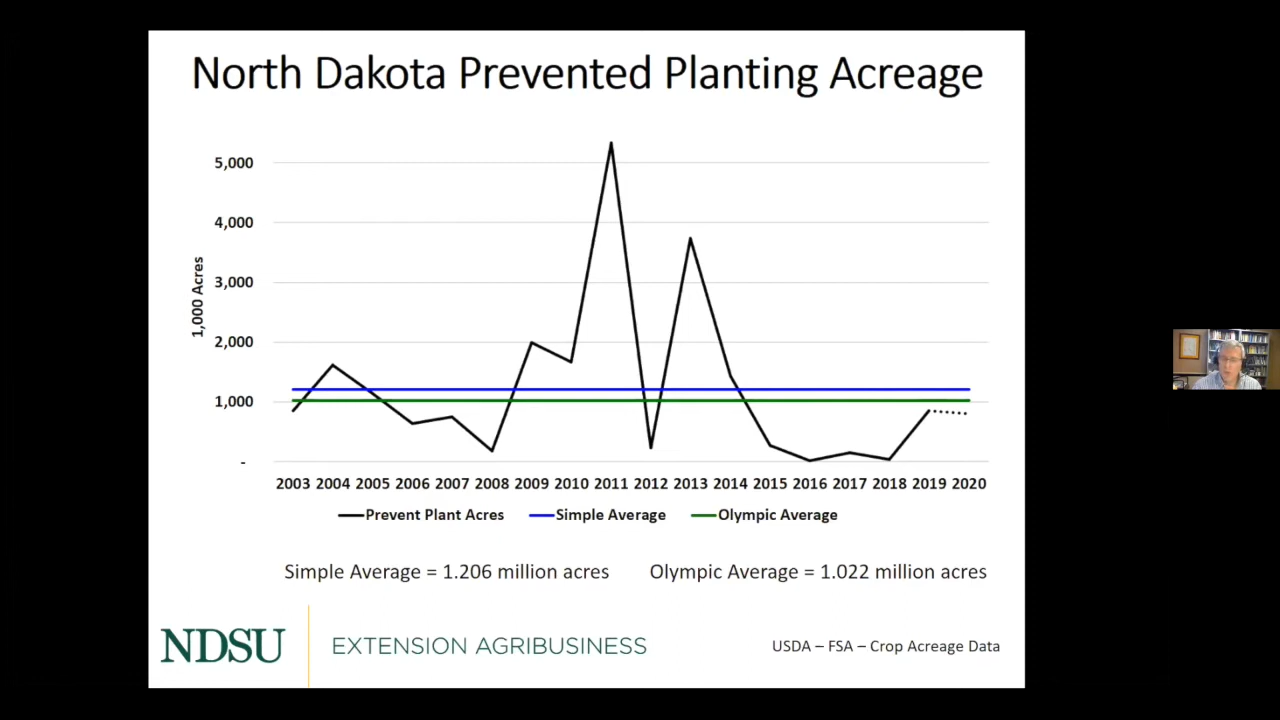 North Dakota Prevented Planting Acreage
5,000
4,000
3,000
2,000
1,000
-
1,000 Acres
2003 2004 2005 2006 2007 2008 2009 2010 2011 2012 2013 2014 2015 2016 2017 2018 2019 2020
Prevent Plant Acres Simple Average Olympic Average
Simple Average = 1.206 million acres Olympic Average = 1.022 million acres
NDSU EXTENSION AGRIBUSINESS USDA – FSA – Crop Acreage Data